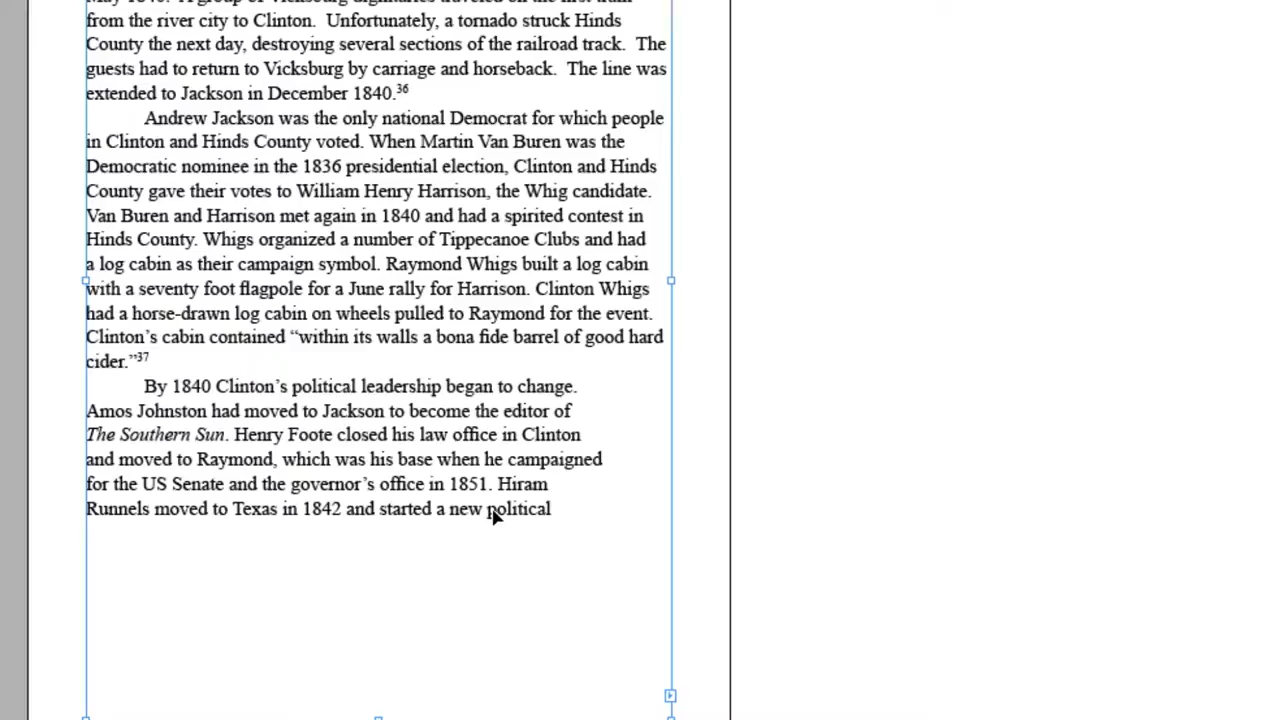 from the river city to Clinton.  Unfortunately, a tornado struck Hinds
County the next day, destroying several sections of the railroad track.  The
guests had to return to Vicksburg by carriage and horseback.  The line was
extended to Jackson in December 1840.36
Andrew Jackson was the only national Democrat for which people
in Clinton and Hinds County voted. When Martin Van Buren was the
Democratic nominee in the 1836 presidential election, Clinton and Hinds
County gave their votes to William Henry Harrison, the Whig candidate.
Van Buren and Harrison met again in 1840 and had a spirited contest in
Hinds County. Whigs organized a number of Tippecanoe Clubs and had
a log cabin as their campaign symbol. Raymond Whigs built a log cabin
with a seventy foot flagpole for a June rally for Harrison. Clinton Whigs
had a horse-drawn log cabin on wheels pulled to Raymond for the event.
Clinton’s cabin contained “within its walls a bona fide barrel of good hard
cider.”37
By 1840 Clinton’s political leadership began to change.
Amos Johnston had moved to Jackson to become the editor of
The Southern Sun. Henry Foote closed his law office in Clinton
and moved to Raymond, which was his base when he campaigned
for the US Senate and the governor’s office in 1851. Hiram
Runnels moved to Texas in 1842 and started a new political